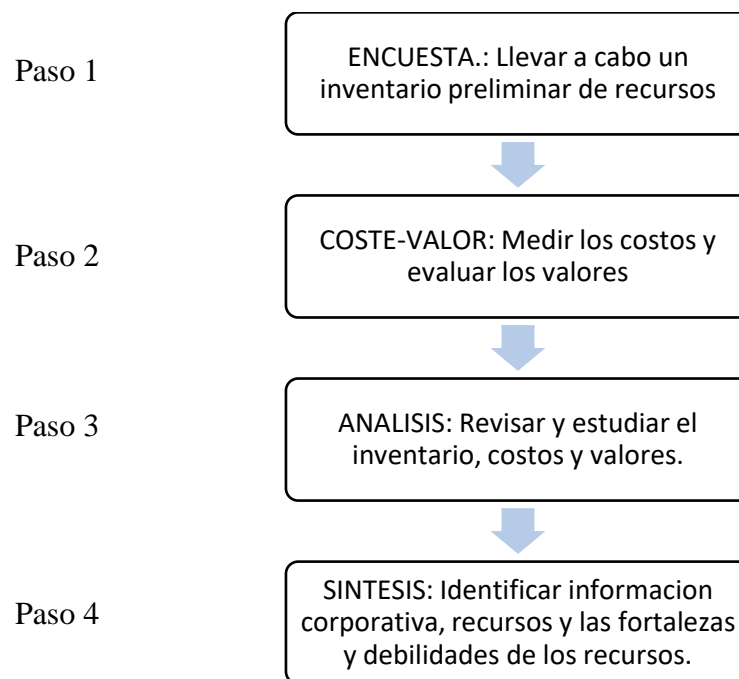 Paso 1
ENCUESTA.: Llevar a cabo un
inventario preliminar de recursos
Paso 2
COSTE-VALOR: Medir los costos y
evaluar los valores
Paso 3
ANALISIS: Revisar y estudiar el
inventario, costos y valores.
Paso 4
SINTESIS: Identificar informacion
corporativa, recursos y las fortalezas
y debilidades de los recursos.